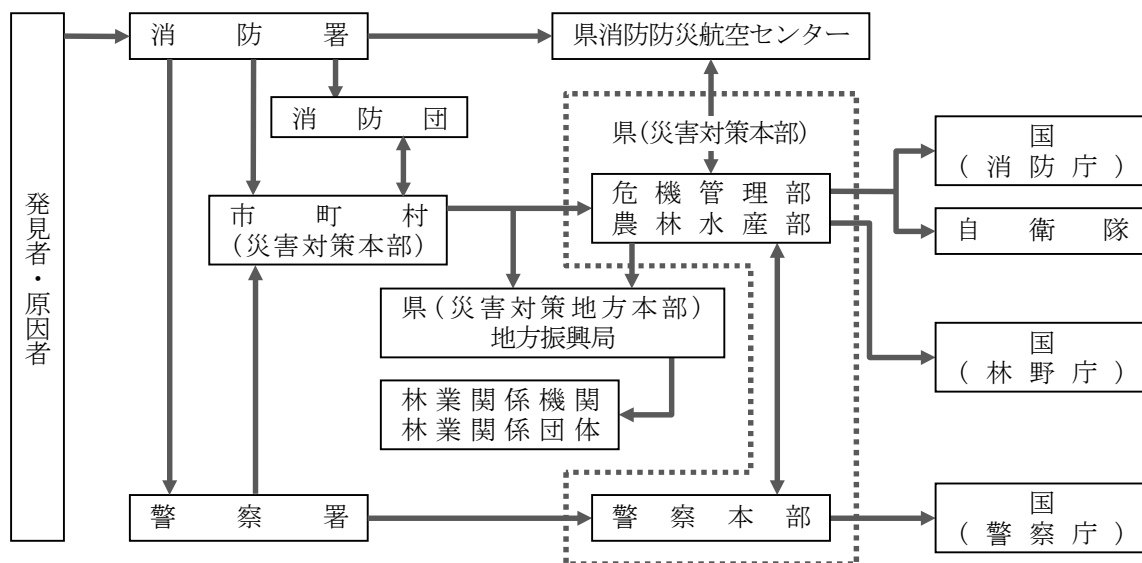 発見者・原因者
消防署
県消防防災航空センター
消防団
県(災害対策本部)
国
(消防庁)
危機管理部
農林水産部
市町村
(災害対策本部)
自衛隊
県(災害対策地方本部)
地方振興局
国
(林野庁)
林業関係機関
林業関係団体
警察署
警察本部
国
(警察庁)